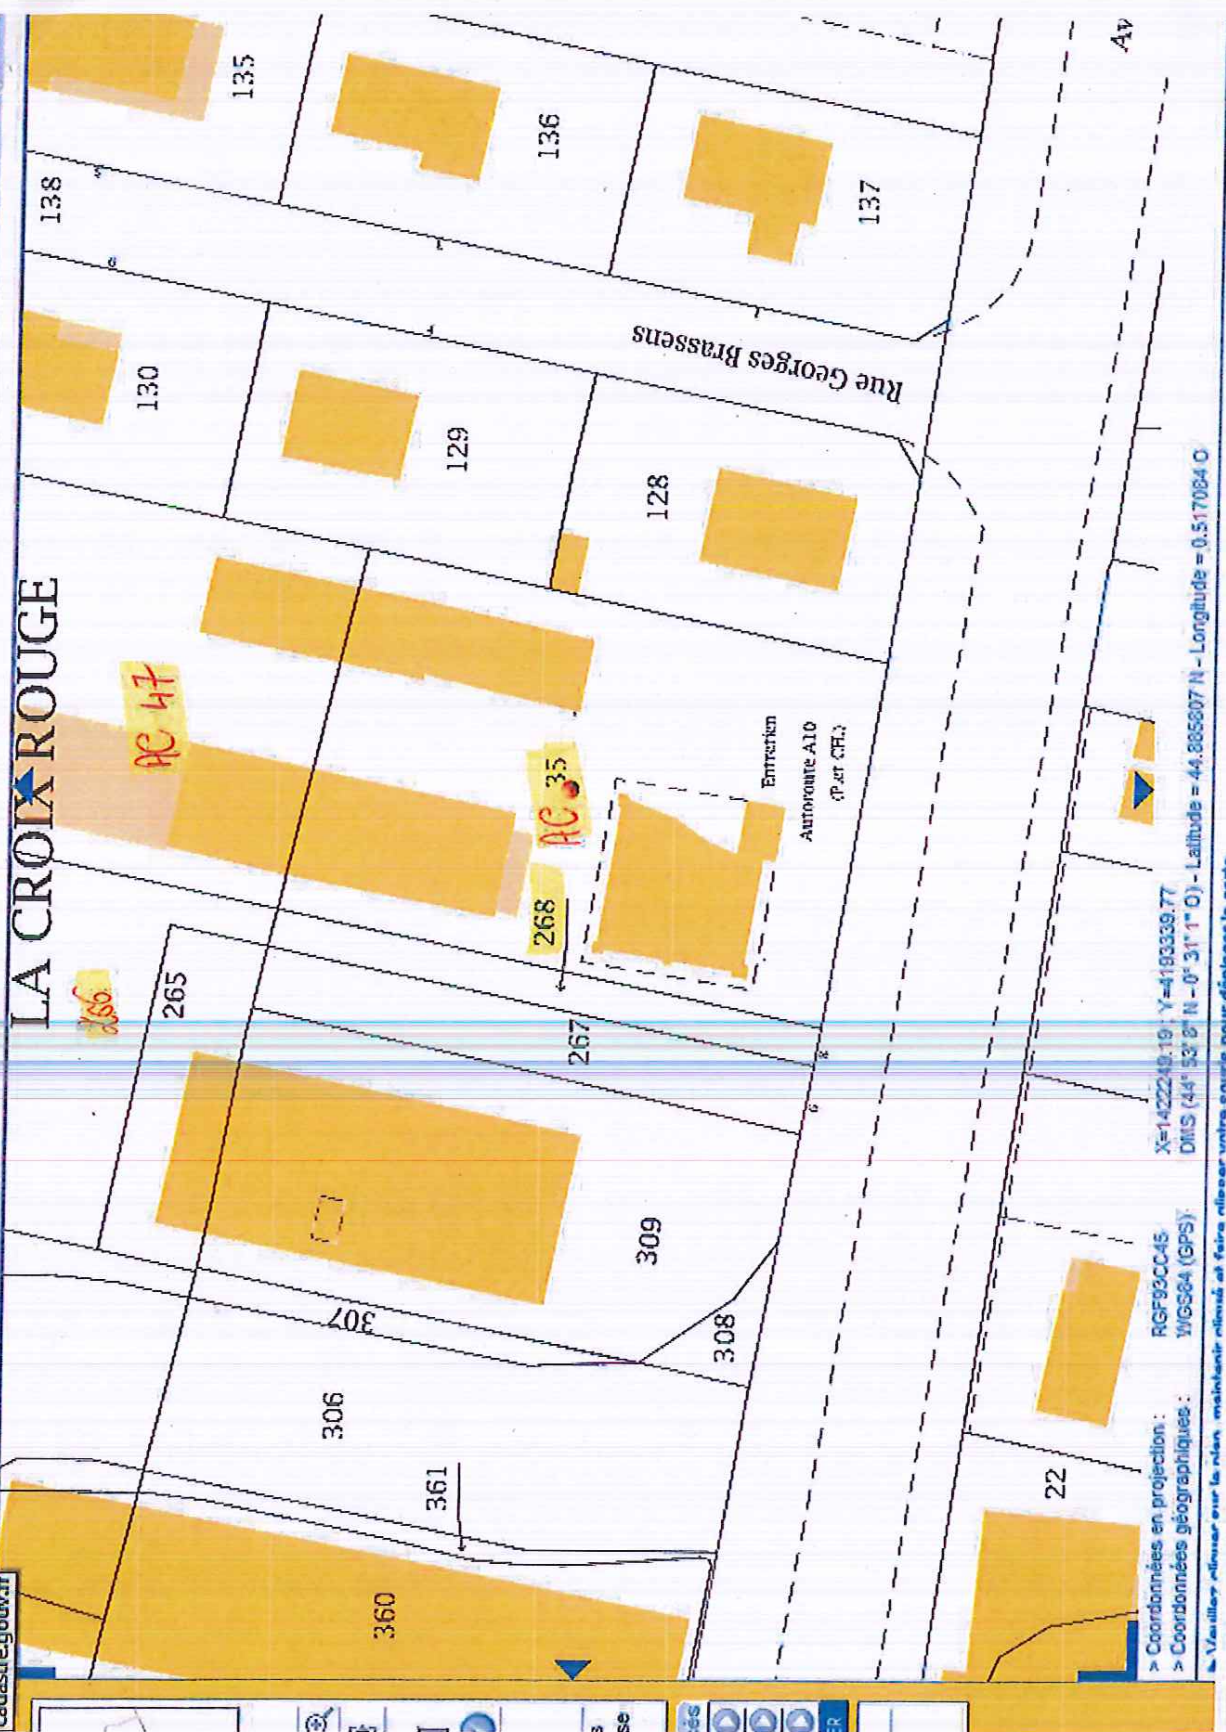 LA CROIX ROUGE
cadastre.gouv.fr
138
135
136
137
130
129
128
Rue Georges Brassens
Av
AC 47
AC 35
268
266
265
267
Entretien
Autoroute A10
(P. et CH.)
309
308
307
306
361
360
22
> Coordonnées en projection : RGF93CC45 X=1422249.19 ; Y=4193339.77
> Coordonnées géographiques : WGS84 (GPS) DMS (44° 53' 8" N - 0° 31' 1" O) - Latitude = 44.885807 N - Longitude = 0.517084 O